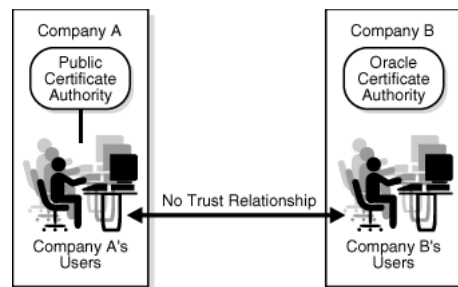 Company A
Public
Certificate
Authority
Company A's
Users
No Trust Relationship
Company B
Oracle
Certificate
Authority
Company B's
Users